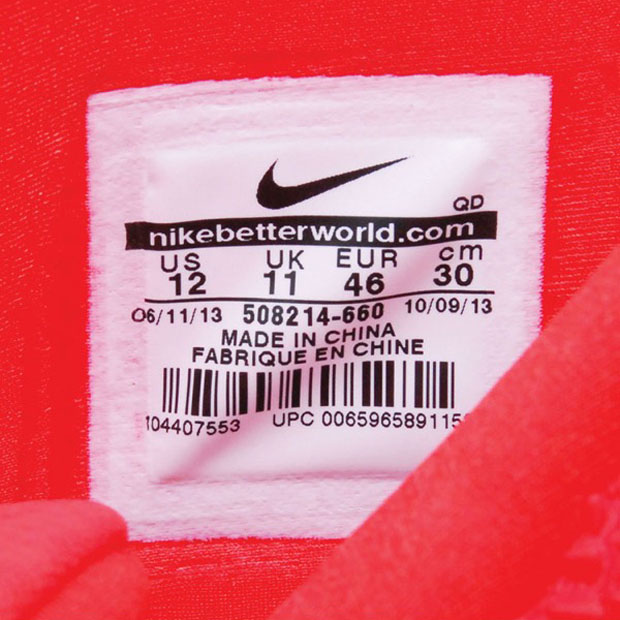 QD
nikebetterworld.com
US UK EUR cm
12 11 46 30
06/11/13 508214-660 10/09/13
MADE IN CHINA
FABRIQUE EN CHINE
104407553 UPC